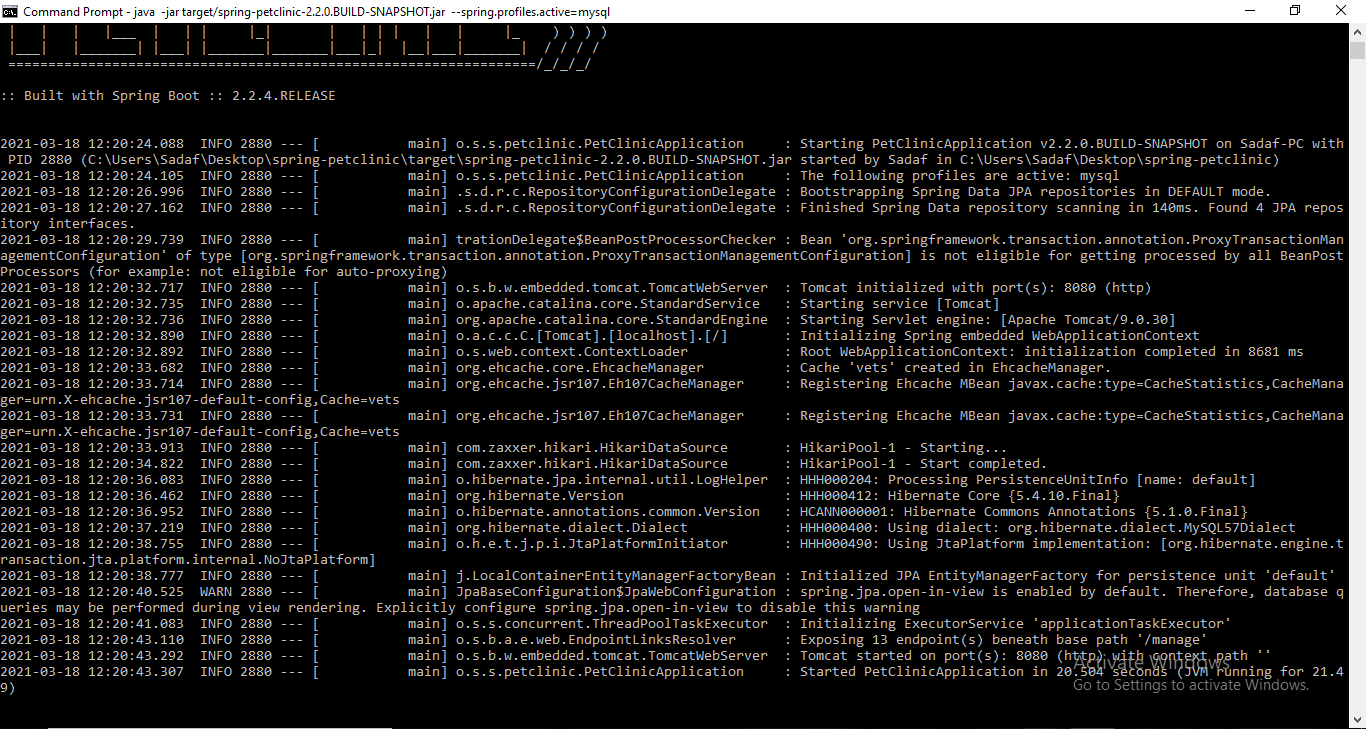 Command Prompt - java -jar target/spring-petclinic-2.2.0.BUILD-SNAPSHOT.jar --spring.profiles.active=mysql
:: Built with Spring Boot :: 2.2.4.RELEASE
2021-03-18 12:20:24.088  INFO 2880 --- [           main] o.s.s.petclinic.PetClinicApplication     : Starting PetClinicApplication v2.2.0.BUILD-SNAPSHOT on Sadaf-PC with
 PID 2880 (C:\Users\Sadaf\Desktop\spring-petclinic\target\spring-petclinic-2.2.0.BUILD-SNAPSHOT.jar started by Sadaf in C:\Users\Sadaf\Desktop\spring-petclinic)
2021-03-18 12:20:24.105  INFO 2880 --- [           main] o.s.s.petclinic.PetClinicApplication     : The following profiles are active: mysql
2021-03-18 12:20:26.996  INFO 2880 --- [           main] .s.d.r.c.RepositoryConfigurationDelegate : Bootstrapping Spring Data JPA repositories in DEFAULT mode.
2021-03-18 12:20:27.162  INFO 2880 --- [           main] .s.d.r.c.RepositoryConfigurationDelegate : Finished Spring Data repository scanning in 140ms. Found 4 JPA repos
itory interfaces.
2021-03-18 12:20:29.739  INFO 2880 --- [           main] trationDelegate$BeanPostProcessorChecker : Bean 'org.springframework.transaction.annotation.ProxyTransactionMan
agementConfiguration' of type [org.springframework.transaction.annotation.ProxyTransactionManagementConfiguration] is not eligible for getting processed by all BeanPost
Processors (for example: not eligible for auto-proxying)
2021-03-18 12:20:32.717  INFO 2880 --- [           main] o.s.b.w.embedded.tomcat.TomcatWebServer  : Tomcat initialized with port(s): 8080 (http)
2021-03-18 12:20:32.735  INFO 2880 --- [           main] o.apache.catalina.core.StandardService   : Starting service [Tomcat]
2021-03-18 12:20:32.736  INFO 2880 --- [           main] org.apache.catalina.core.StandardEngine  : Starting Servlet engine: [Apache Tomcat/9.0.30]
2021-03-18 12:20:32.890  INFO 2880 --- [           main] o.a.c.c.C.[Tomcat].[localhost].[/]       : Initializing Spring embedded WebApplicationContext
2021-03-18 12:20:32.892  INFO 2880 --- [           main] o.s.web.context.ContextLoader            : Root WebApplicationContext: initialization completed in 8681 ms
2021-03-18 12:20:33.682  INFO 2880 --- [           main] org.ehcache.core.EhcacheManager          : Cache 'vets' created in EhcacheManager.
2021-03-18 12:20:33.714  INFO 2880 --- [           main] org.ehcache.jsr107.Eh107CacheManager     : Registering Ehcache MBean javax.cache:type=CacheStatistics,CacheMana
ger=urn.X-ehcache.jsr107-default-config,Cache=vets
2021-03-18 12:20:33.731  INFO 2880 --- [           main] org.ehcache.jsr107.Eh107CacheManager     : Registering Ehcache MBean javax.cache:type=CacheStatistics,CacheMana
ger=urn.X-ehcache.jsr107-default-config,Cache=vets
2021-03-18 12:20:33.913  INFO 2880 --- [           main] com.zaxxer.hikari.HikariDataSource       : HikariPool-1 - Starting...
2021-03-18 12:20:34.822  INFO 2880 --- [           main] com.zaxxer.hikari.HikariDataSource       : HikariPool-1 - Start completed.
2021-03-18 12:20:36.083  INFO 2880 --- [           main] o.hibernate.jpa.internal.util.LogHelper  : HHH000204: Processing PersistenceUnitInfo [name: default]
2021-03-18 12:20:36.462  INFO 2880 --- [           main] org.hibernate.Version                    : HHH000412: Hibernate Core {5.4.10.Final}
2021-03-18 12:20:36.952  INFO 2880 --- [           main] o.hibernate.annotations.common.Version   : HCANN000001: Hibernate Commons Annotations {5.1.0.Final}
2021-03-18 12:20:37.219  INFO 2880 --- [           main] org.hibernate.dialect.Dialect            : HHH000400: Using dialect: org.hibernate.dialect.MySQL57Dialect
2021-03-18 12:20:38.755  INFO 2880 --- [           main] o.h.e.t.j.p.i.JtaPlatformInitiator       : HHH000490: Using JtaPlatform implementation: [org.hibernate.engine.t
ransaction.jta.platform.internal.NoJtaPlatform]
2021-03-18 12:20:38.777  INFO 2880 --- [           main] j.LocalContainerEntityManagerFactoryBean : Initialized JPA EntityManagerFactory for persistence unit 'default'
2021-03-18 12:20:40.525  WARN 2880 --- [           main] JpaBaseConfiguration$JpaWebConfiguration : spring.jpa.open-in-view is enabled by default. Therefore, database q
ueries may be performed during view rendering. Explicitly configure spring.jpa.open-in-view to disable this warning
2021-03-18 12:20:41.083  INFO 2880 --- [           main] o.s.s.concurrent.ThreadPoolTaskExecutor  : Initializing ExecutorService 'applicationTaskExecutor'
2021-03-18 12:20:43.110  INFO 2880 --- [           main] o.s.b.a.e.web.EndpointLinksResolver      : Exposing 13 endpoint(s) beneath base path '/manage'
2021-03-18 12:20:43.292  INFO 2880 --- [           main] o.s.b.w.embedded.tomcat.TomcatWebServer  : Tomcat started on port(s): 8080 (http) with context path ''
2021-03-18 12:20:43.307  INFO 2880 --- [           main] o.s.s.petclinic.PetClinicApplication     : Started PetClinicApplication in 20.504 seconds (JVM running for 21.4
9)
Activate Windows
Go to Settings to activate Windows.